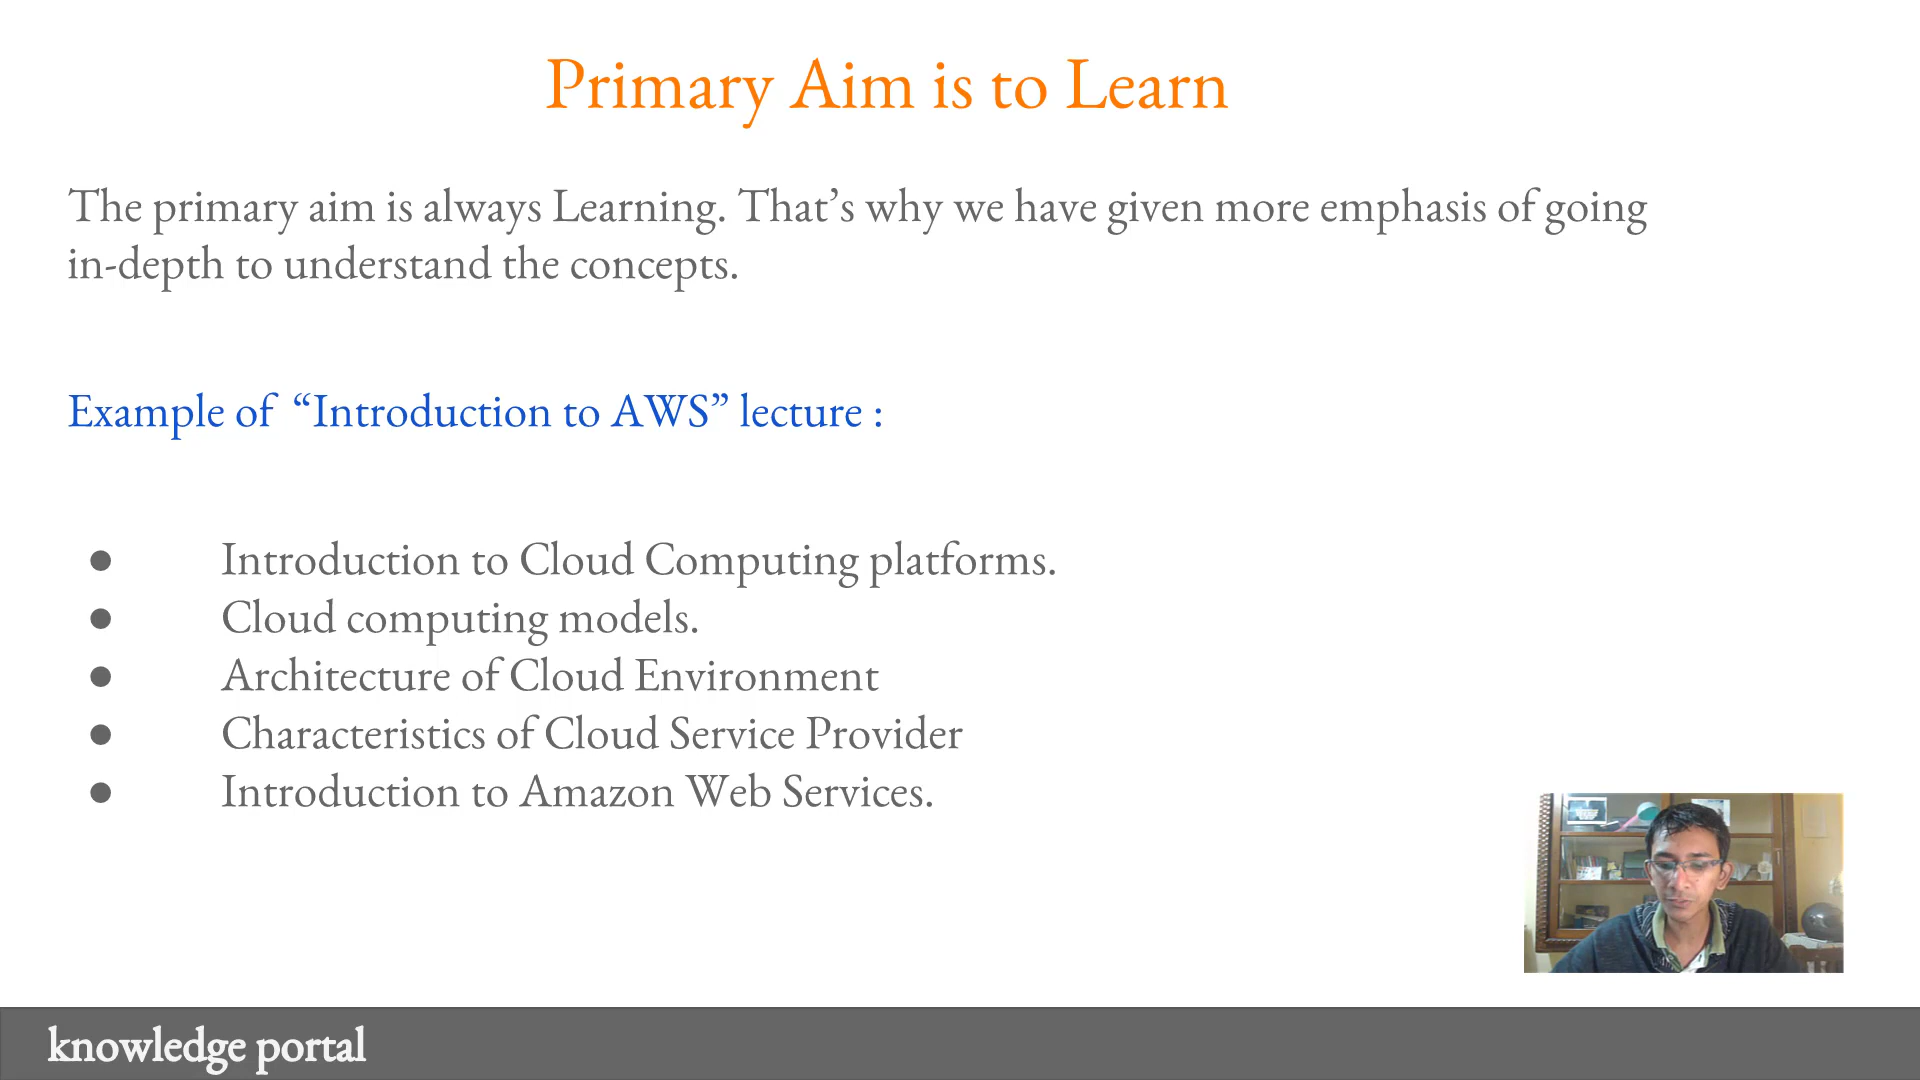 Primary Aim is to Learn
The primary aim is always Learning. That’s why we have given more emphasis of going
in-depth to understand the concepts.
Example of “Introduction to AWS” lecture :
● Introduction to Cloud Computing platforms.
● Cloud computing models.
● Architecture of Cloud Environment
● Characteristics of Cloud Service Provider
● Introduction to Amazon Web Services.
knowledge portal